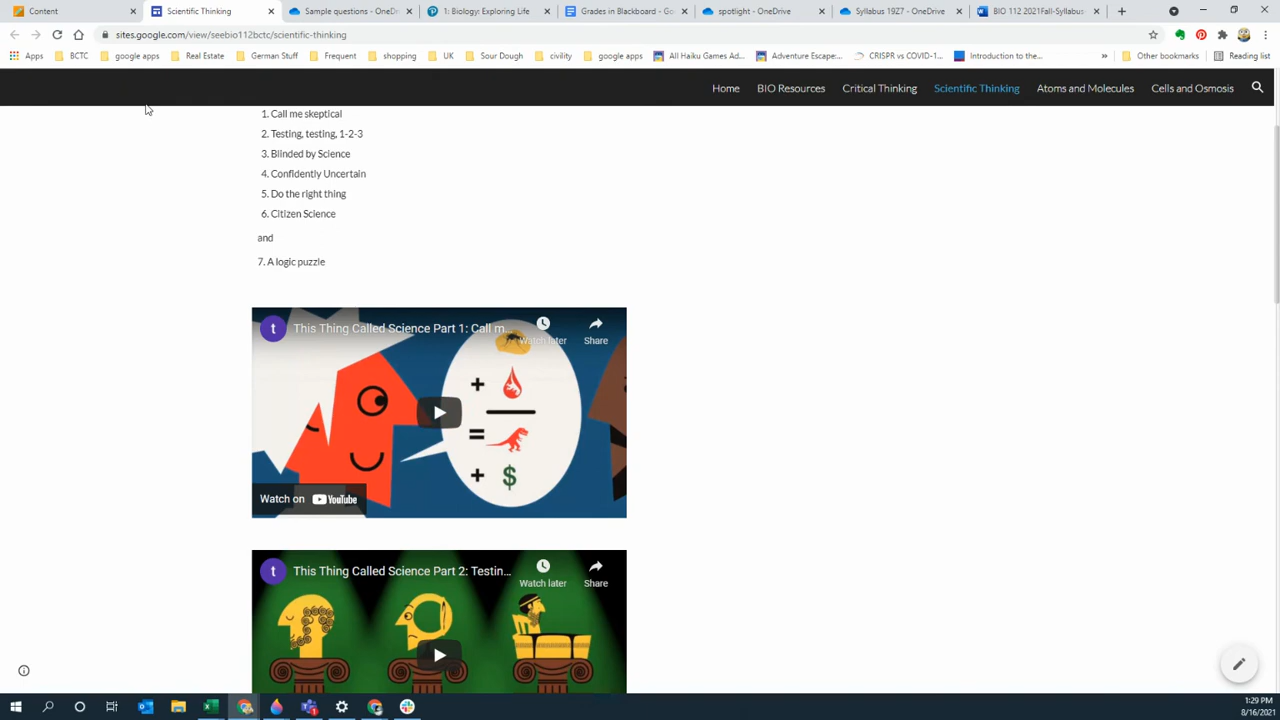 Content
Scientific Thinking
Sample questions - OneDri
1: Biology: Exploring Life
Grades in Blackboard - Go
spotlight - OneDrive
Syllabus 19Z7 - OneDrive
BIO 112 2021Fall-Syllabus-
sites.google.com/view/seebio112bctc/scientific-thinking
Apps
BCTC
google apps
Real Estate
German Stuff
Frequent
shopping
UK
Sour Dough
civility
google apps
All Haiku Games Ad...
Adventure Escape:...
CRISPR vs COVID-1...
Introduction to the...
Other bookmarks
Reading list
Home
BIO Resources
Critical Thinking
Scientific Thinking
Atoms and Molecules
Cells and Osmosis
1. Call me skeptical
2. Testing, testing, 1-2-3
3. Blinded by Science
4. Confidently Uncertain
5. Do the right thing
6. Citizen Science
and
7. A logic puzzle
t
This Thing Called Science Part 1: Call m...
Watch later
Share
+
=
+ $
Watch on YouTube
t
This Thing Called Science Part 2: Testin...
Watch later
Share
1:29 PM
8/16/2021